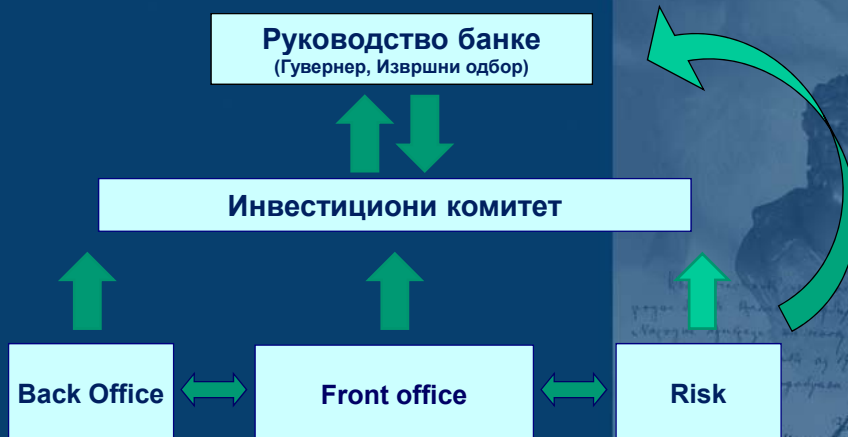 Руководство банке
(Гувернер, Извршни одбор)
Инвестициони комитет
Back Office
Front office
Risk